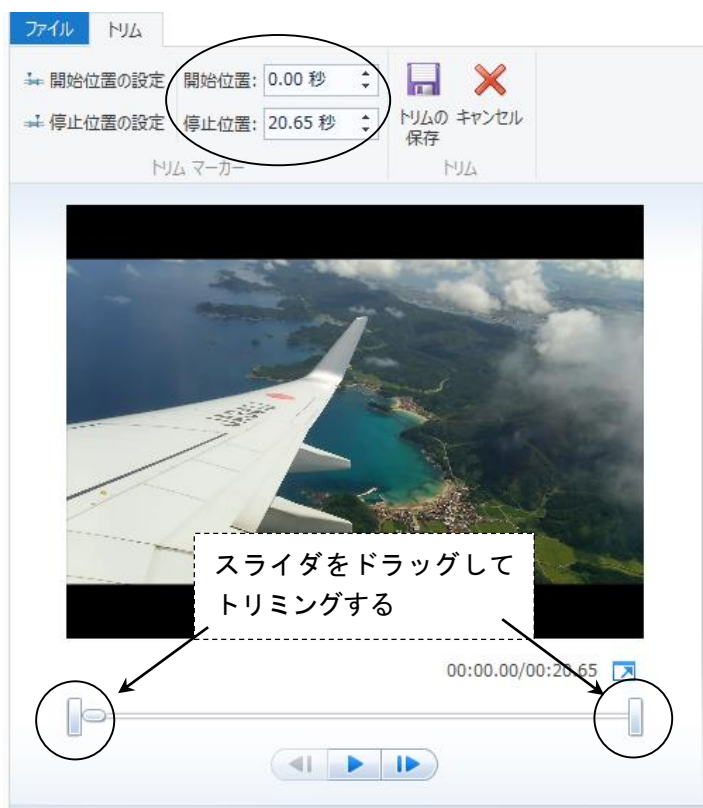 ファイル トリム
開始位置の設定 開始位置: 0.00 秒
停止位置の設定 停止位置: 20.65 秒
トリムの 保存
キャンセル
トリム マーカー
トリム
スライダをドラッグして
トリミングする
00:00.00/00:20.65